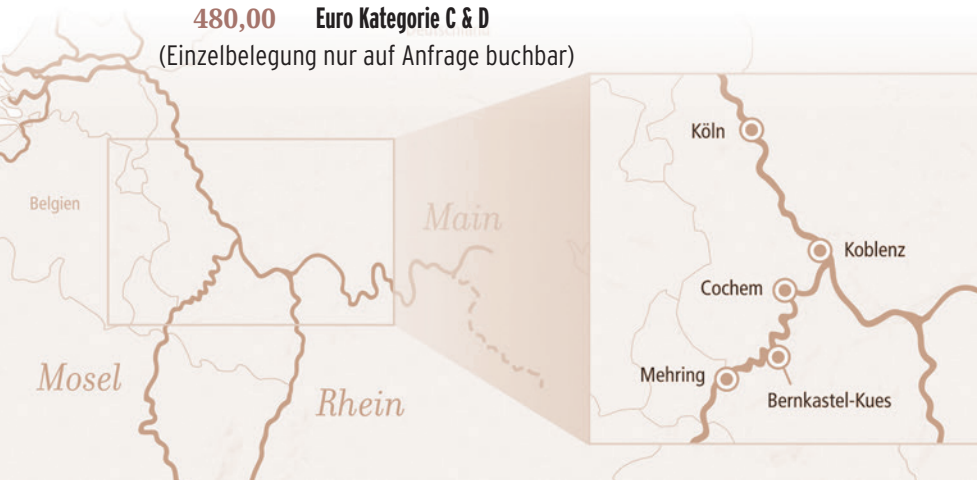 480,00 Euro Kategorie C & D
Deutschland
(Einzelbelegung nur auf Anfrage buchbar)
Köln
Belgien
Main
Koblenz
Cochem
Mosel
Mehring
Rhein
Bernkastel-Kues